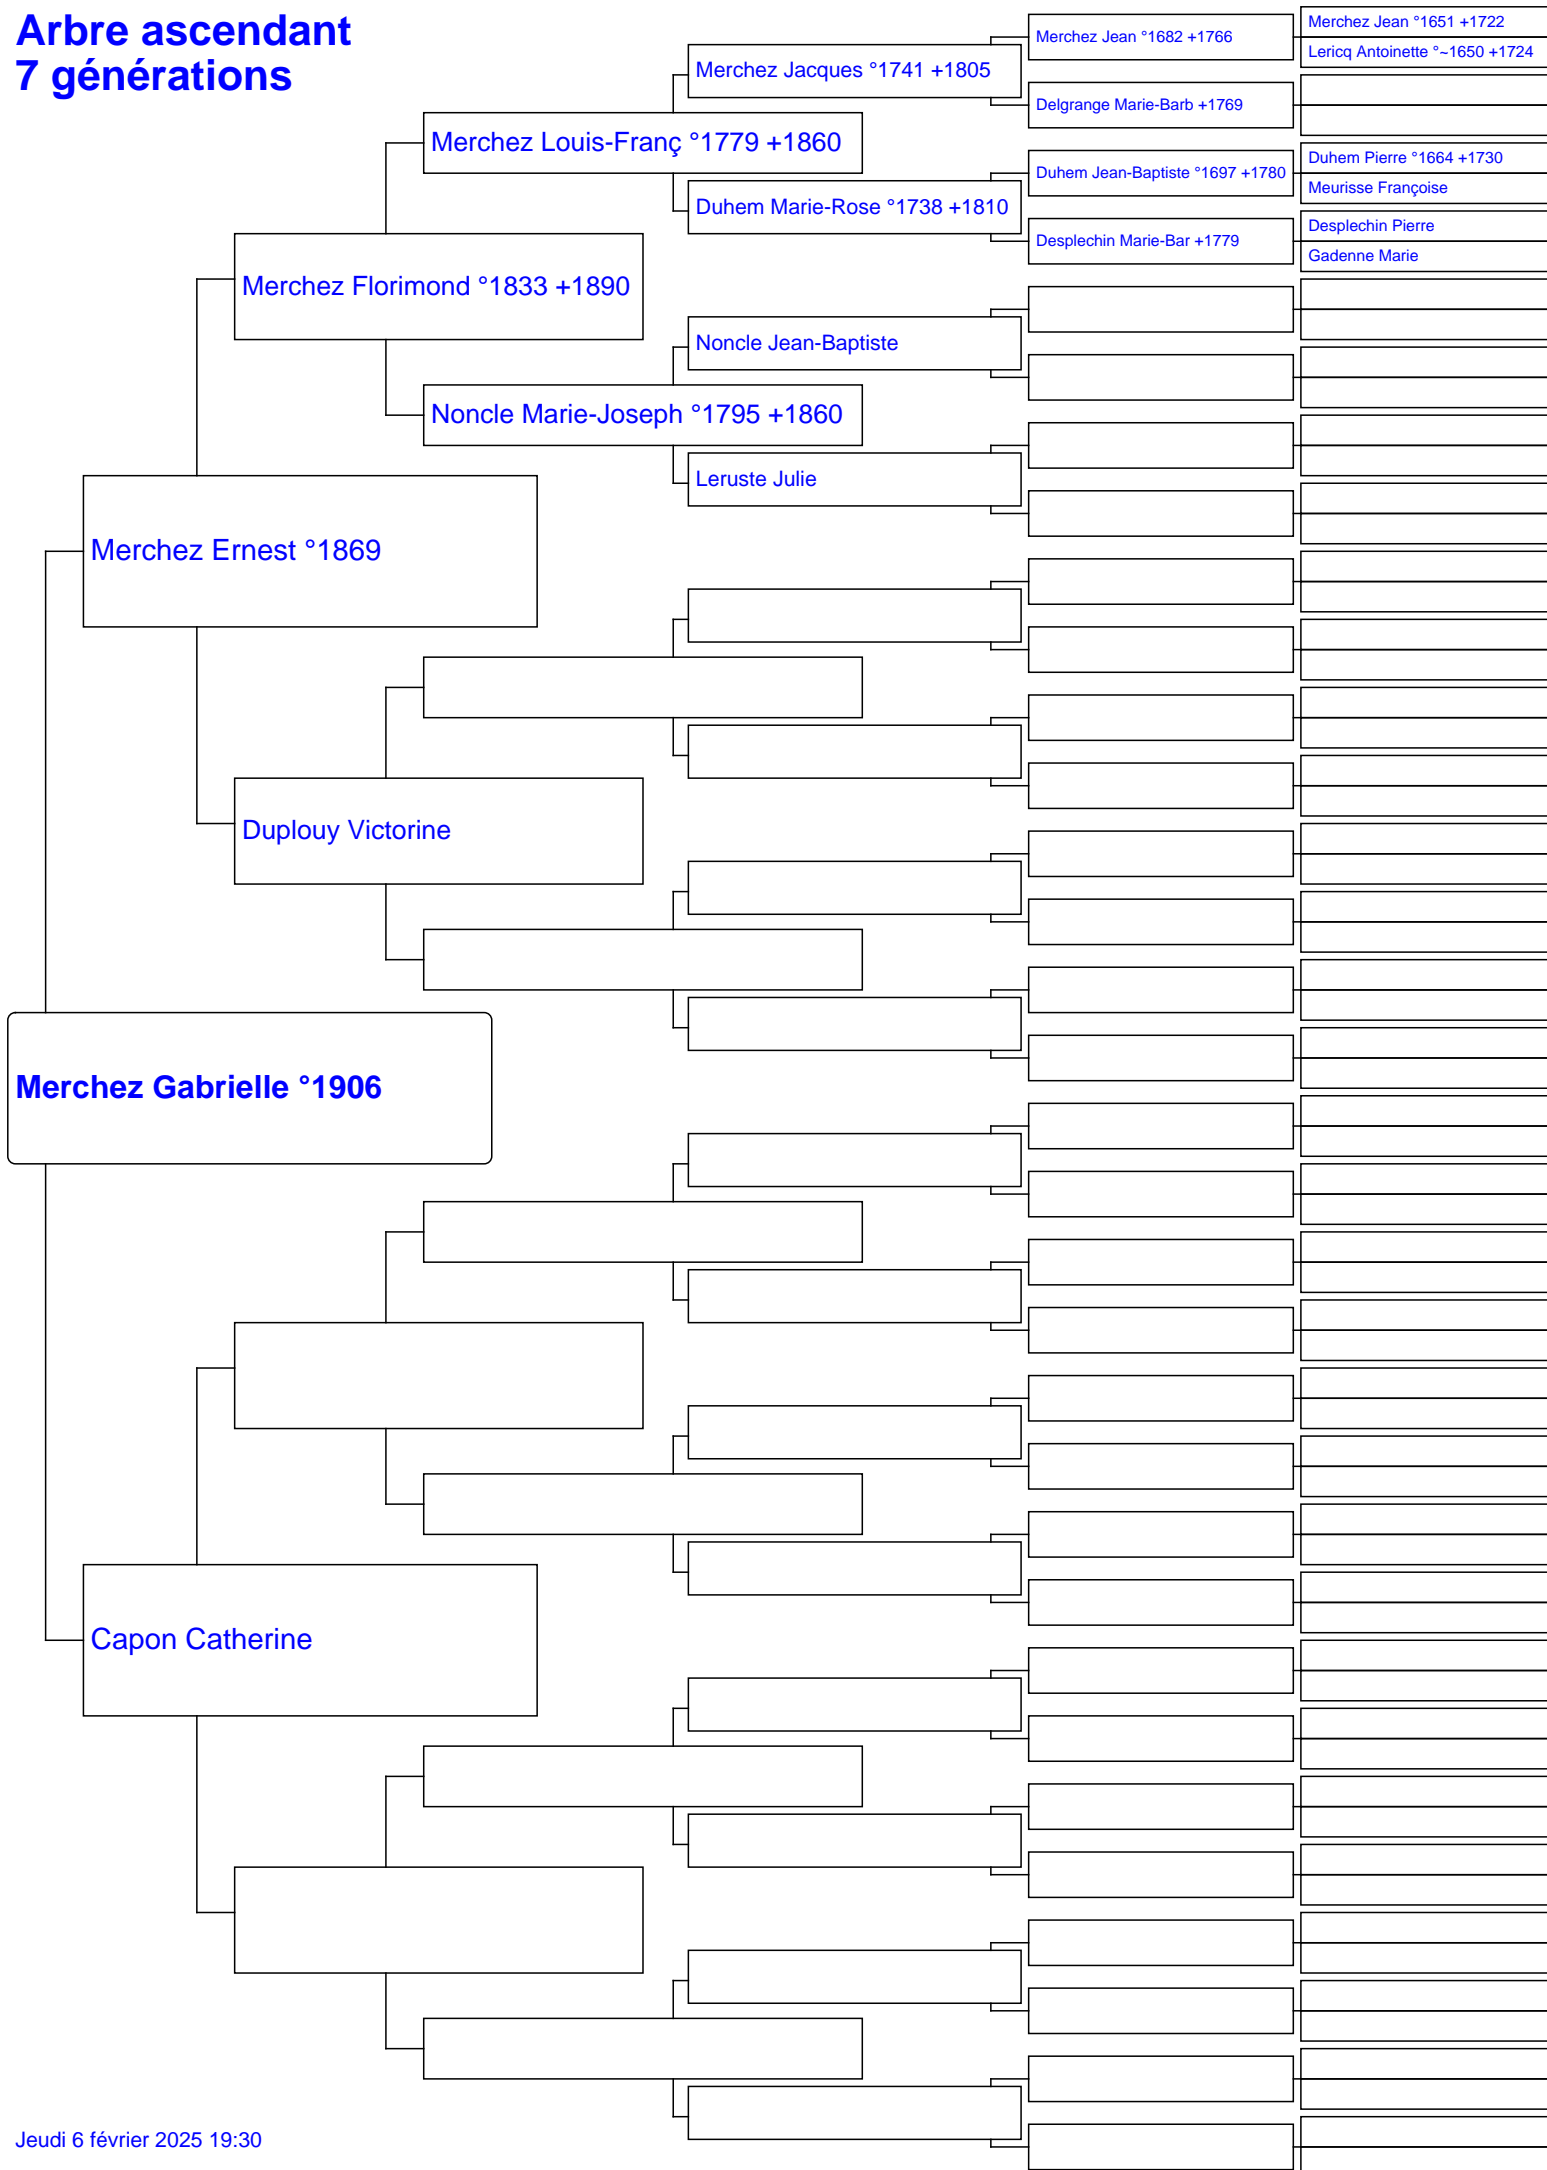 Arbre ascendant
7 générations
Merchez Jean °1651 +1722
Merchez Jean °1682 +1766
Lericq Antoinette °~1650 +1724
Merchez Jacques °1741 +1805
Delgrange Marie-Barb +1769
Merchez Louis-Franç °1779 +1860
Duhem Pierre °1664 +1730
Duhem Jean-Baptiste °1697 +1780
Meurisse Françoise
Duhem Marie-Rose °1738 +1810
Desplechin Pierre
Desplechin Marie-Bar +1779
Gadenne Marie
Merchez Florimond °1833 +1890
Noncle Jean-Baptiste
Noncle Marie-Joseph °1795 +1860
Leruste Julie
Merchez Ernest °1869
Duplouy Victorine
Merchez Gabrielle °1906
Capon Catherine
Jeudi 6 février 2025 19:30